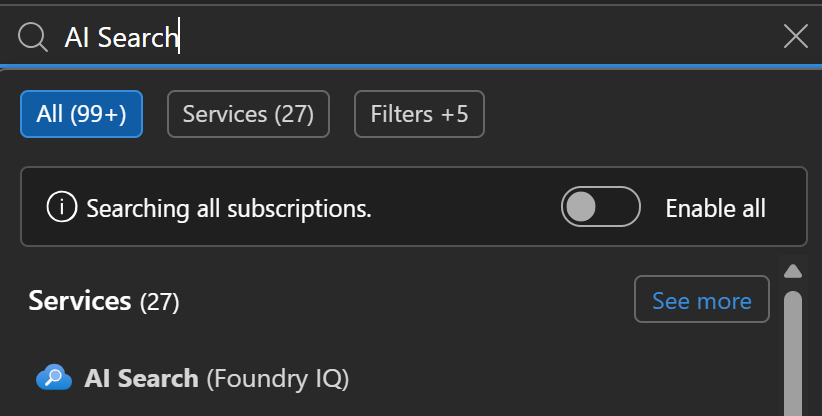 AI Search
All (99+) Services (27) Filters +5
Searching all subscriptions. Enable all
Services (27) See more
AI Search (Foundry IQ)